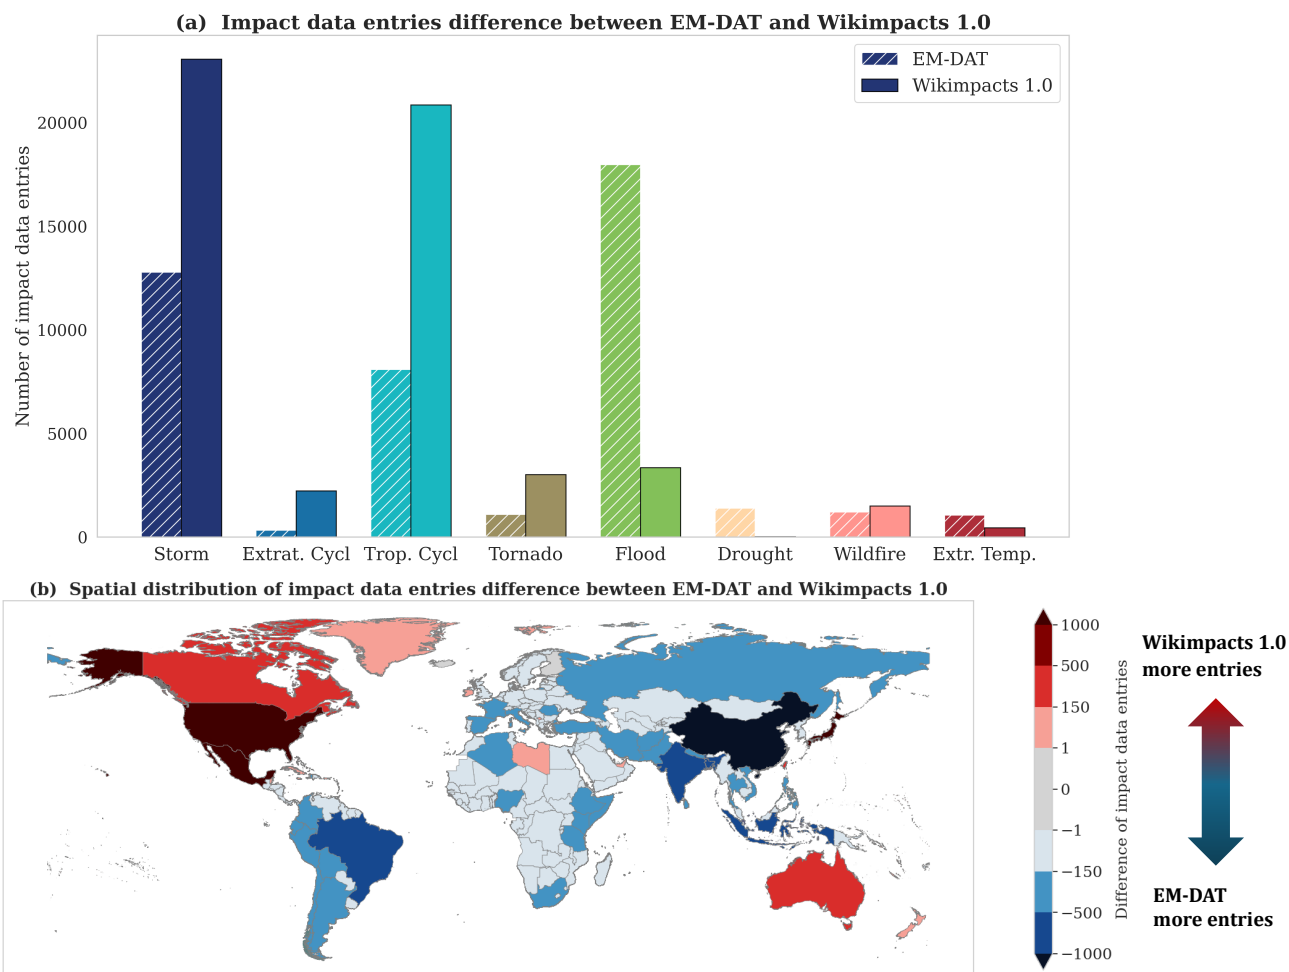 (a)  Impact data entries difference between EM-DAT and Wikimpacts 1.0
EM-DAT
Wikimpacts 1.0
Number of impact data entries
20000
15000
10000
5000
0
Storm Extrat. Cycl Trop. Cycl Tornado Flood Drought Wildfire Extr. Temp.
(b)  Spatial distribution of impact data entries difference bewteen EM-DAT and Wikimpacts 1.0
1000
500
150
1
0
−1
−150
−500
−1000
Difference of impact data entries
Wikimpacts 1.0
more entries
EM-DAT
more entries